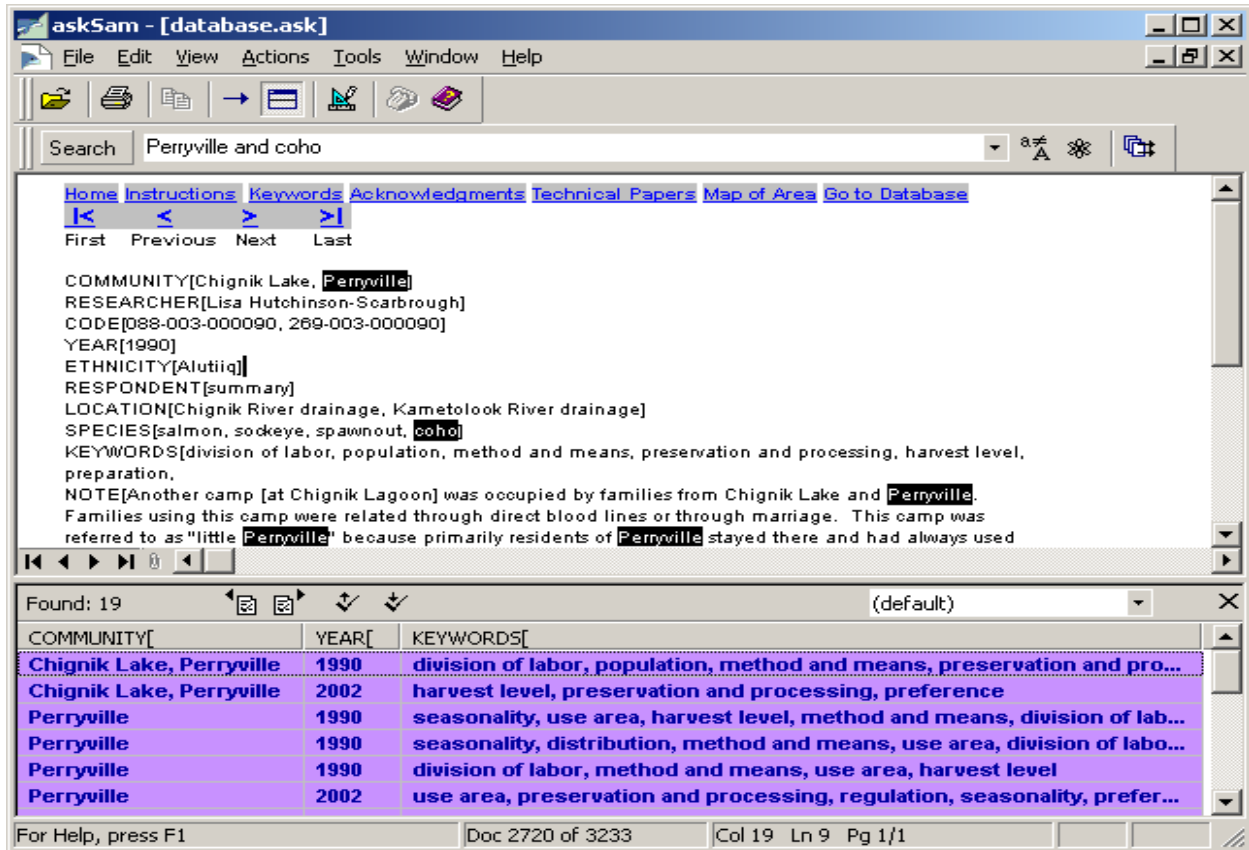 askSam - [database.ask]
File Edit View Actions Tools Window Help
Search Perryville and coho
Home Instructions Keywords Acknowledgments Technical Papers Map of Area Go to Database
|< < > >|
First Previous Next Last
COMMUNITY[Chignik Lake, Perryville]
RESEARCHER[Lisa Hutchinson-Scarbrough]
CODE[088-003-000090, 269-003-000090]
YEAR[1990]
ETHNICITY[Alutiiq]
RESPONDENT[summary]
LOCATION[Chignik River drainage, Kametolook River drainage]
SPECIES[salmon, sockeye, spawnout, coho]
KEYWORDS[division of labor, population, method and means, preservation and processing, harvest level,
preparation,
NOTE[Another camp [at Chignik Lagoon] was occupied by families from Chignik Lake and Perryville.
Families using this camp were related through direct blood lines or through marriage. This camp was
referred to as "little Perryville" because primarily residents of Perryville stayed there and had always used
Found: 19 (default)
COMMUNITY[ YEAR[ KEYWORDS[
Chignik Lake, Perryville 1990 division of labor, population, method and means, preservation and pro...
Chignik Lake, Perryville 2002 harvest level, preservation and processing, preference
Perryville 1990 seasonality, use area, harvest level, method and means, division of lab...
Perryville 1990 seasonality, distribution, method and means, use area, division of labo...
Perryville 1990 division of labor, method and means, use area, harvest level
Perryville 2002 use area, preservation and processing, regulation, seasonality, prefer...
For Help, press F1 Doc 2720 of 3233 Col 19 Ln 9 Pg 1/1